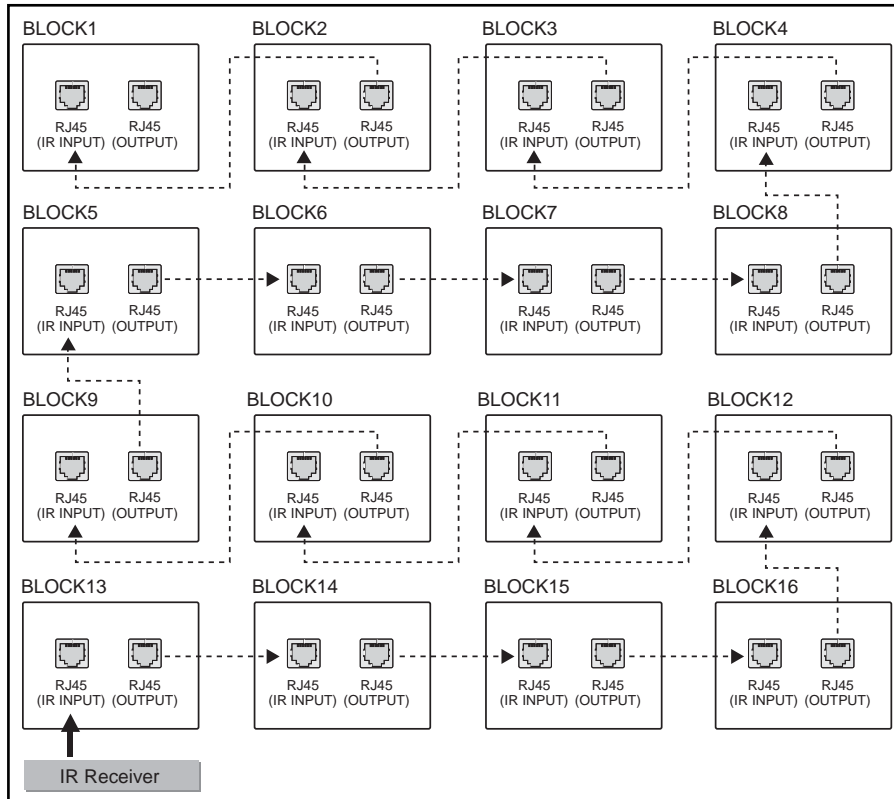 BLOCK1 BLOCK2 BLOCK3 BLOCK4
RJ45 RJ45 RJ45 RJ45 RJ45 RJ45 RJ45 RJ45
(IR INPUT) (OUTPUT) (IR INPUT) (OUTPUT) (IR INPUT) (OUTPUT) (IR INPUT) (OUTPUT)
BLOCK5 BLOCK6 BLOCK7 BLOCK8
RJ45 RJ45 RJ45 RJ45 RJ45 RJ45 RJ45 RJ45
(IR INPUT) (OUTPUT) (IR INPUT) (OUTPUT) (IR INPUT) (OUTPUT) (IR INPUT) (OUTPUT)
BLOCK9 BLOCK10 BLOCK11 BLOCK12
RJ45 RJ45 RJ45 RJ45 RJ45 RJ45 RJ45 RJ45
(IR INPUT) (OUTPUT) (IR INPUT) (OUTPUT) (IR INPUT) (OUTPUT) (IR INPUT) (OUTPUT)
BLOCK13 BLOCK14 BLOCK15 BLOCK16
RJ45 RJ45 RJ45 RJ45 RJ45 RJ45 RJ45 RJ45
(IR INPUT) (OUTPUT) (IR INPUT) (OUTPUT) (IR INPUT) (OUTPUT) (IR INPUT) (OUTPUT)
IR Receiver